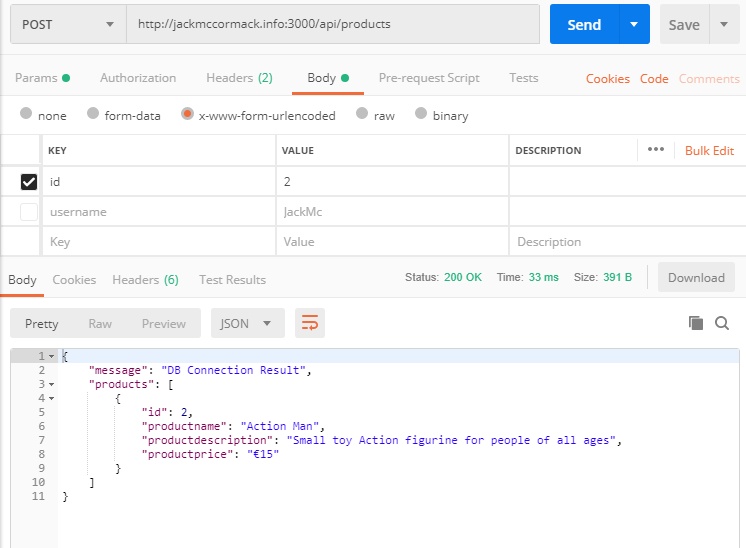 POST http://jackmccormack.info:3000/api/products Send Save
Params Authorization Headers (2) Body Pre-request Script Tests Cookies Code Comments
none form-data x-www-form-urlencoded raw binary
KEY VALUE DESCRIPTION ••• Bulk Edit
id 2
username JackMc
Key Value Description
Body Cookies Headers (6) Test Results Status: 200 OK Time: 33 ms Size: 391 B Download
Pretty Raw Preview JSON
1 {
2 "message": "DB Connection Result",
3 "products": [
4 {
5 "id": 2,
6 "productname": "Action Man",
7 "productdescription": "Small toy Action figurine for people of all ages",
8 "productprice": "€15"
9 }
10 ]
11 }